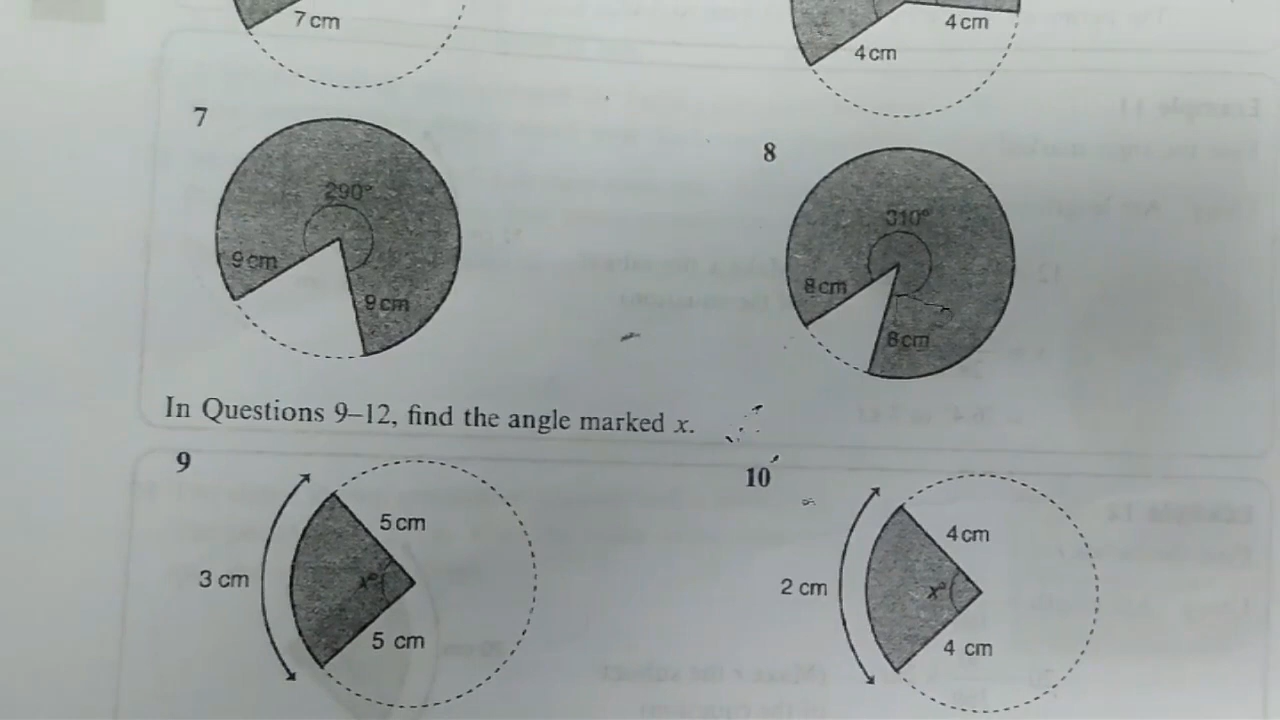 7 cm
4 cm
4 cm
7
290°
9 cm
9 cm
8
310°
8 cm
8 cm
In Questions 9–12, find the angle marked x.
9
5 cm
3 cm
x°
5 cm
10
4 cm
2 cm
x°
4 cm